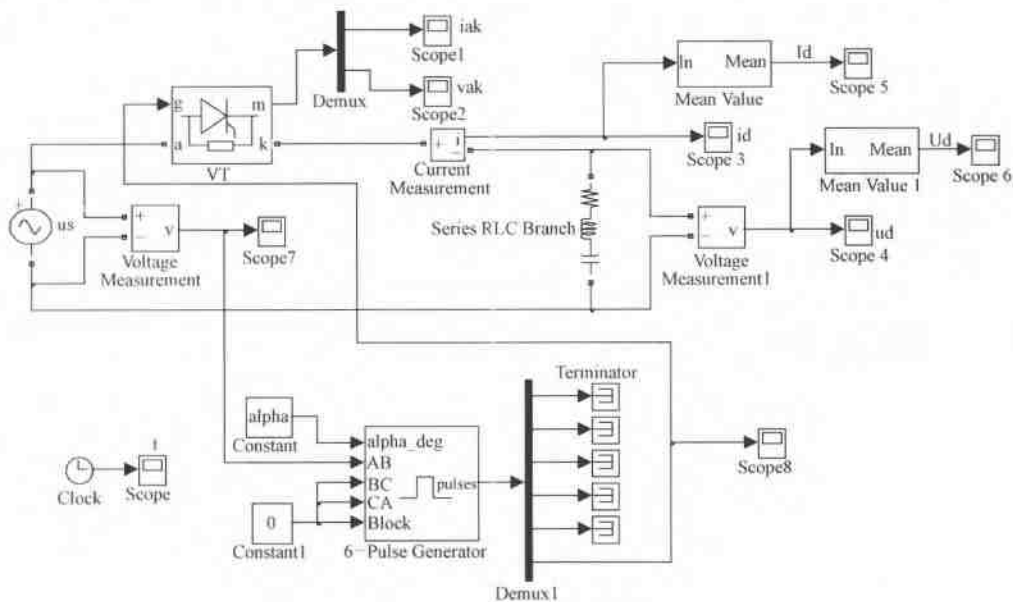 iak
Scope1
vak
Scope2
Demux
g
m
a
k
VT
+
i
−
Current
Measurement
In
Mean
Mean Value
Id
Scope 5
id
Scope 3
In
Mean
Mean Value 1
Ud
Scope 6
+
us
+
−
v
Voltage
Measurement
Scope7
Series RLC Branch
+
−
v
Voltage
Measurement1
ud
Scope 4
Terminator
alpha
Constant
alpha_deg
AB
BC
CA
Block
pulses
6−Pulse Generator
0
Constant1
Demux1
Scope8
Clock
t
Scope